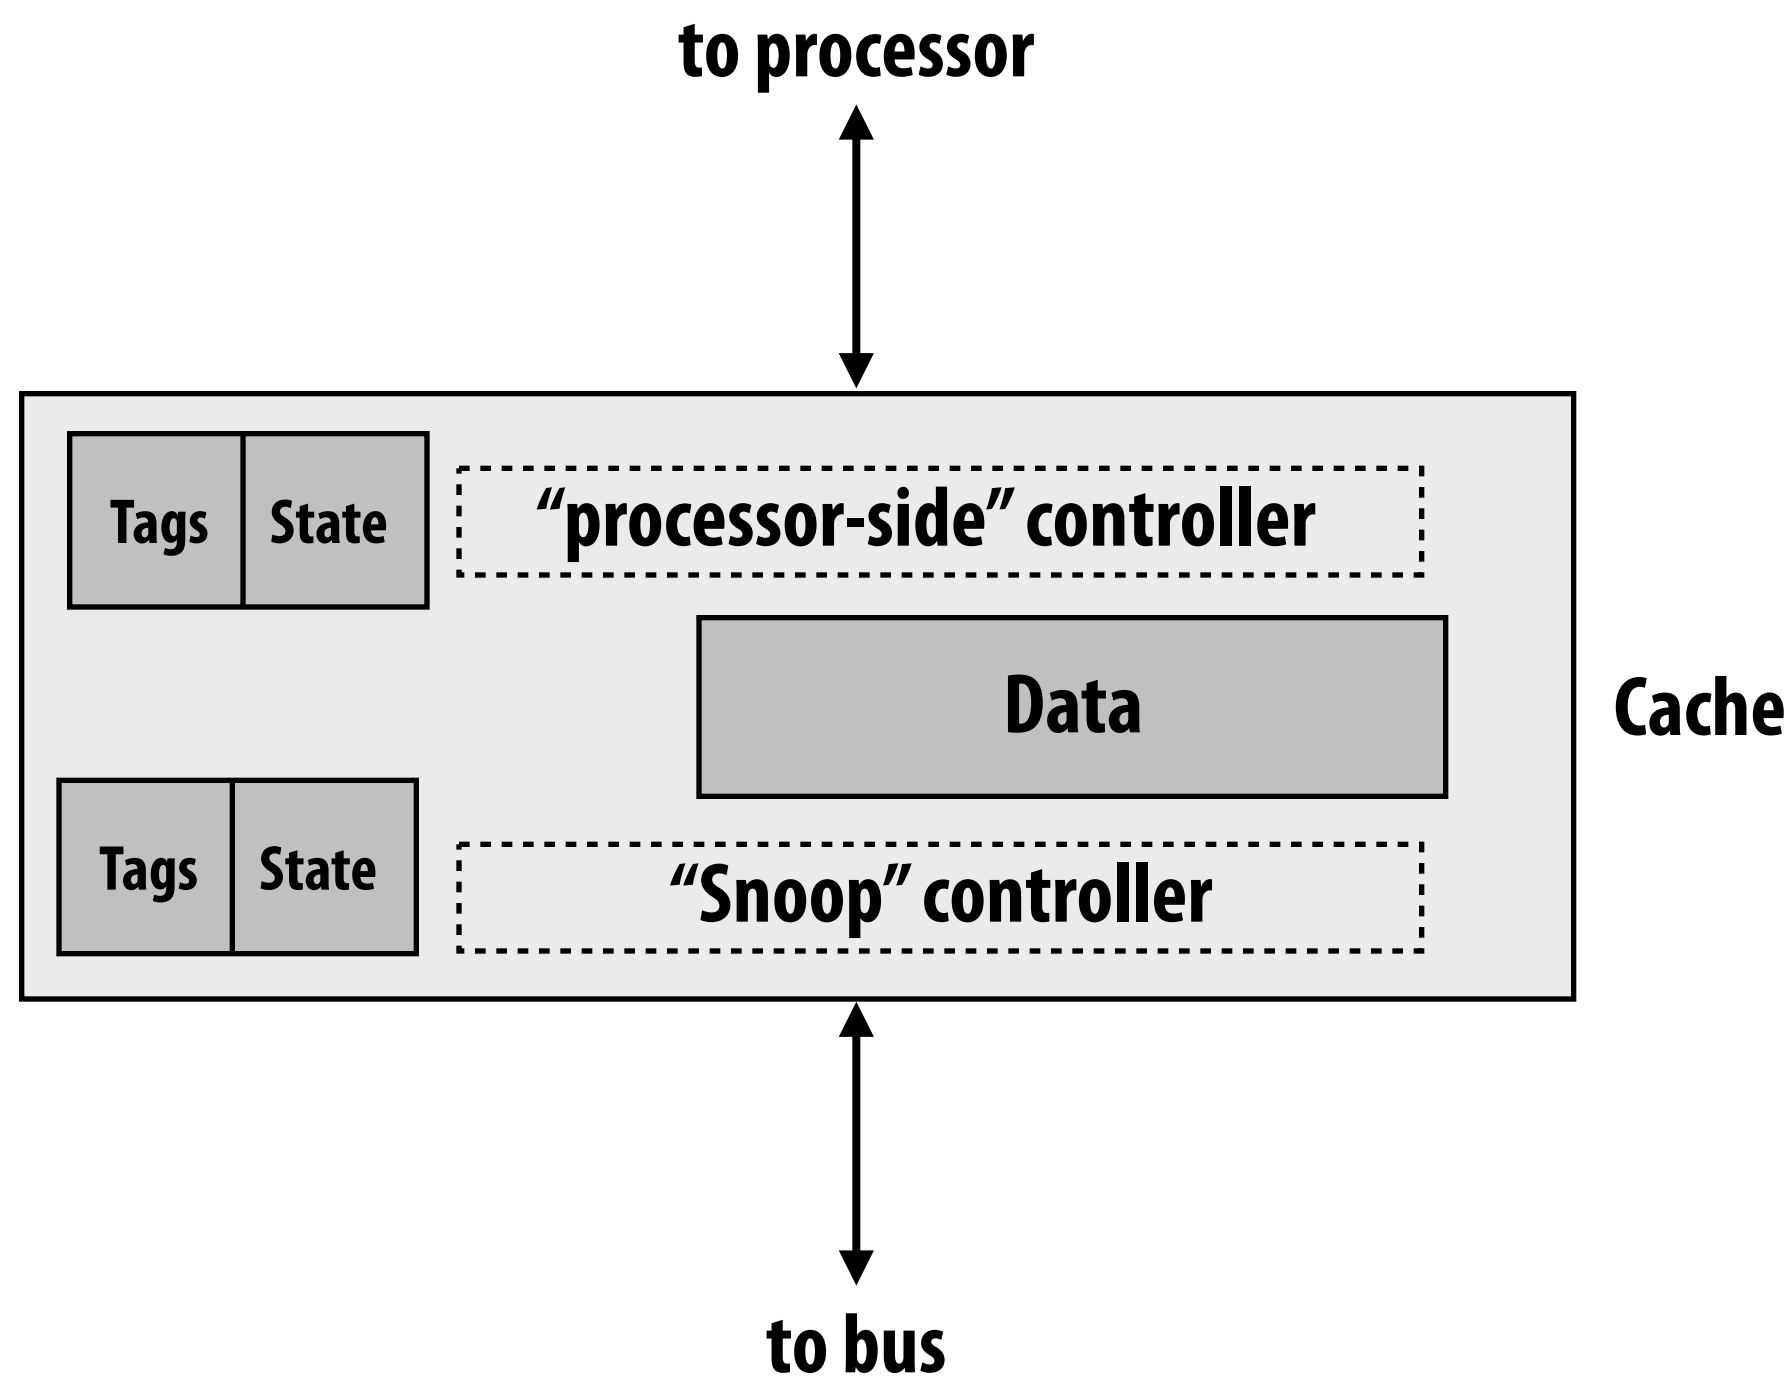 to processor
Tags State “processor-side” controller
Data
Cache
Tags State “Snoop” controller
to bus